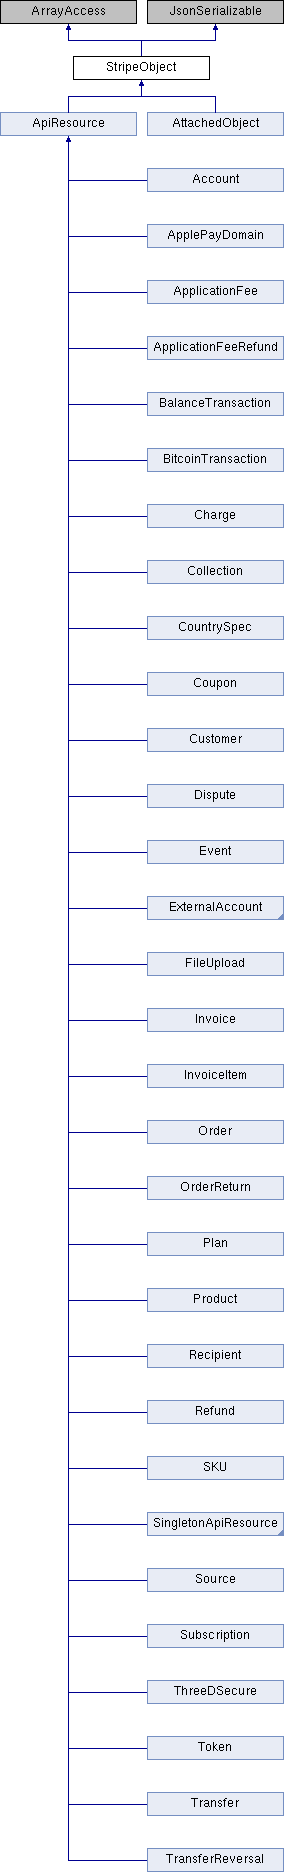 ArrayAccess
JsonSerializable
StripeObject
ApiResource
AttachedObject
Account
ApplePayDomain
ApplicationFee
ApplicationFeeRefund
BalanceTransaction
BitcoinTransaction
Charge
Collection
CountrySpec
Coupon
Customer
Dispute
Event
ExternalAccount
FileUpload
Invoice
InvoiceItem
Order
OrderReturn
Plan
Product
Recipient
Refund
SKU
SingletonApiResource
Source
Subscription
ThreeDSecure
Token
Transfer
TransferReversal